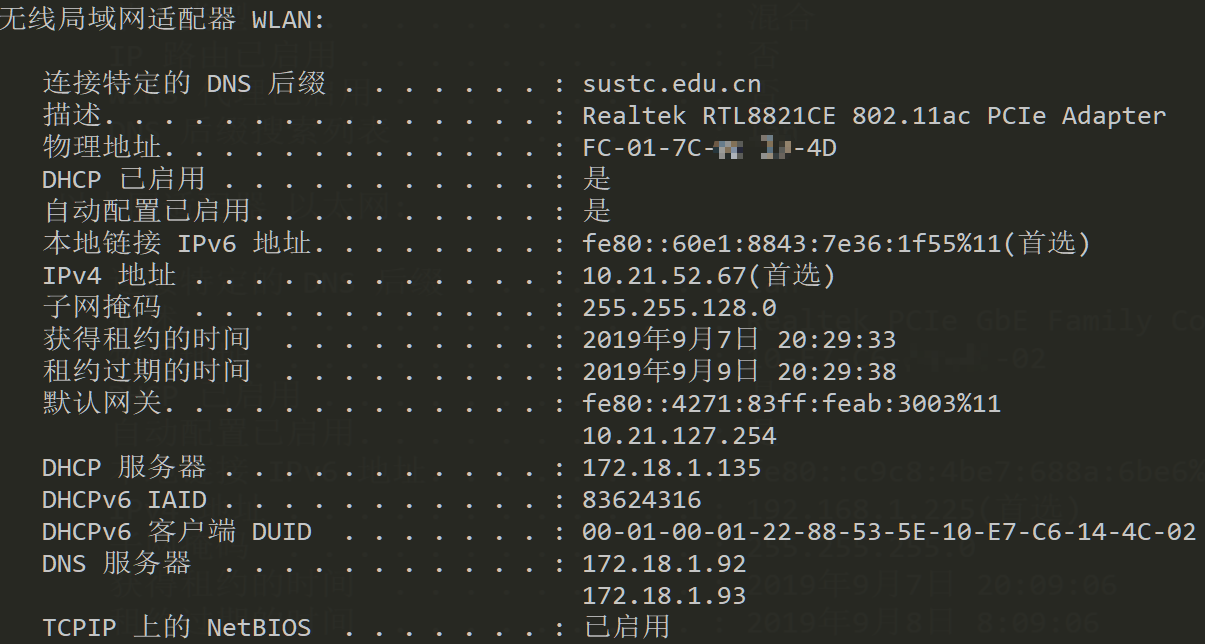 无线局域网适配器 WLAN:
连接特定的 DNS 后缀 . . . . . . . : sustc.edu.cn
描述. . . . . . . . . . . . . . . : Realtek RTL8821CE 802.11ac PCIe Adapter
物理地址. . . . . . . . . . . . . : FC-01-7C- -4D
DHCP 已启用 . . . . . . . . . . . : 是
自动配置已启用. . . . . . . . . . : 是
本地链接 IPv6 地址. . . . . . . . : fe80::60e1:8843:7e36:1f55%11(首选)
IPv4 地址 . . . . . . . . . . . . : 10.21.52.67(首选)
子网掩码 . . . . . . . . . . . . : 255.255.128.0
获得租约的时间 . . . . . . . . . : 2019年9月7日 20:29:33
租约过期的时间 . . . . . . . . . : 2019年9月9日 20:29:38
默认网关. . . . . . . . . . . . . : fe80::4271:83ff:feab:3003%11
10.21.127.254
DHCP 服务器 . . . . . . . . . . . : 172.18.1.135
DHCPv6 IAID . . . . . . . . . . . : 83624316
DHCPv6 客户端 DUID . . . . . . . : 00-01-00-01-22-88-53-5E-10-E7-C6-14-4C-02
DNS 服务器 . . . . . . . . . . . : 172.18.1.92
172.18.1.93
TCPIP 上的 NetBIOS . . . . . . . : 已启用